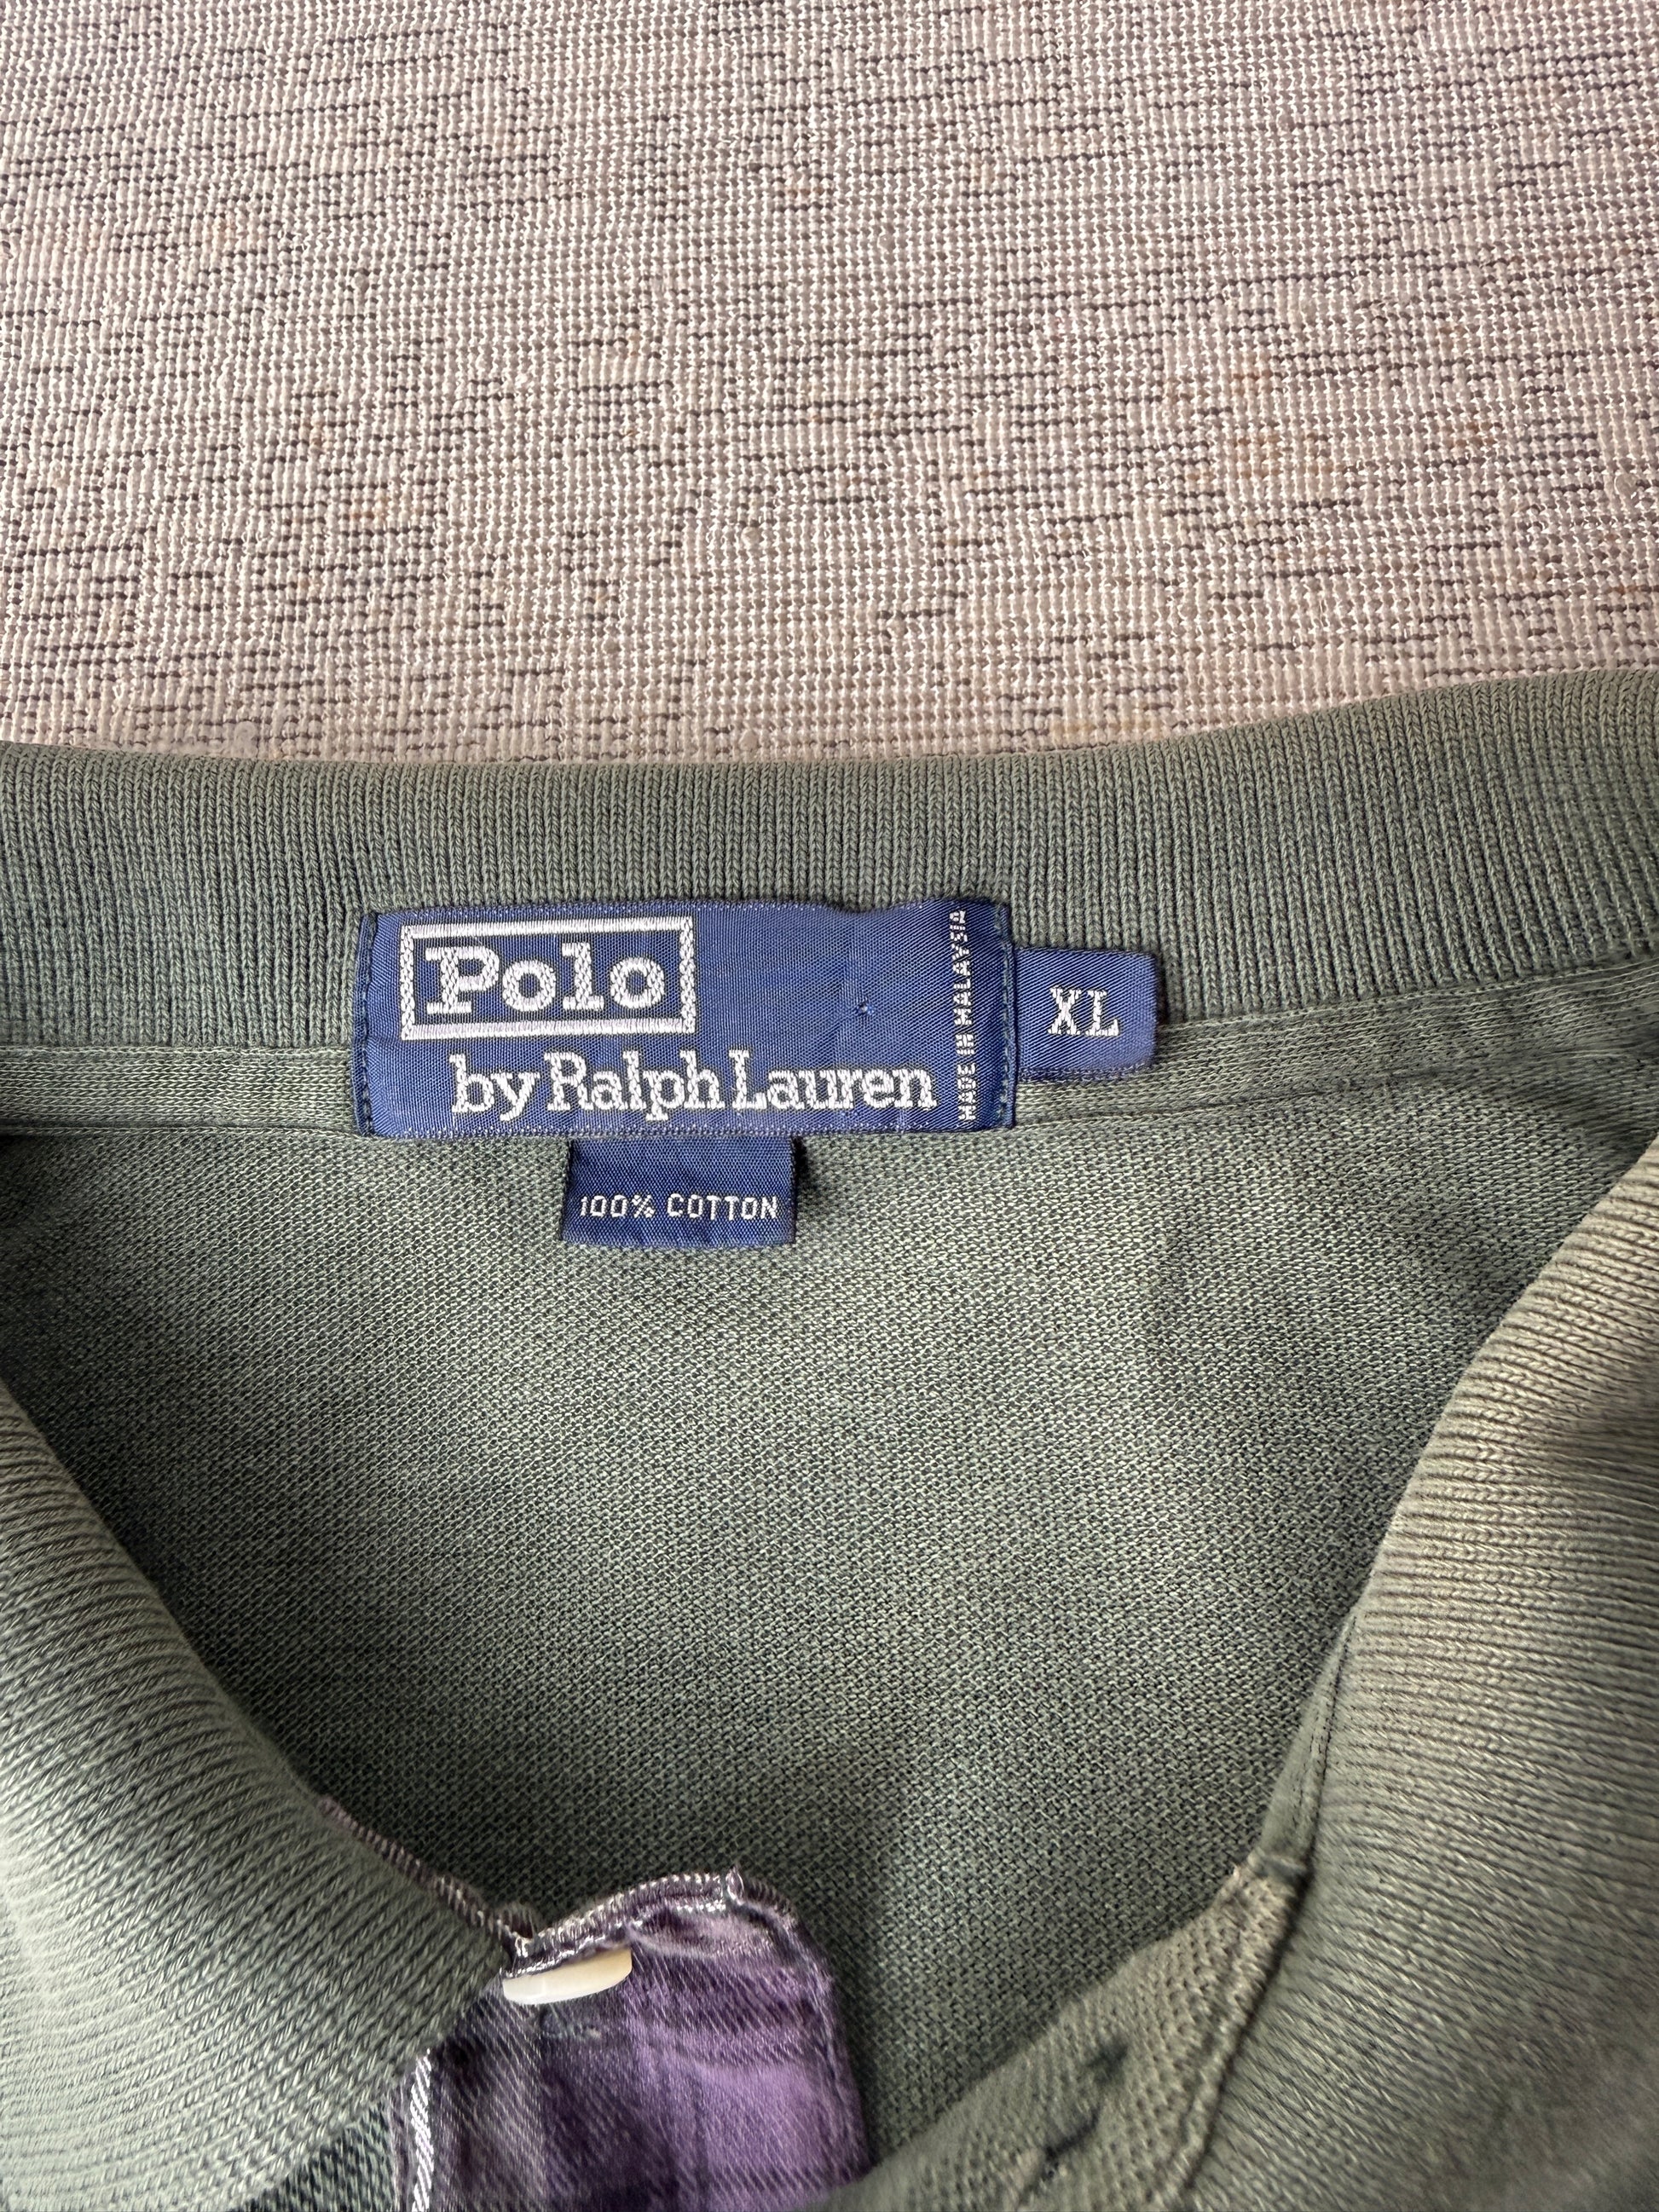 Polo
by Ralph Lauren
MADE IN MALAYSIA
XL
100% COTTON